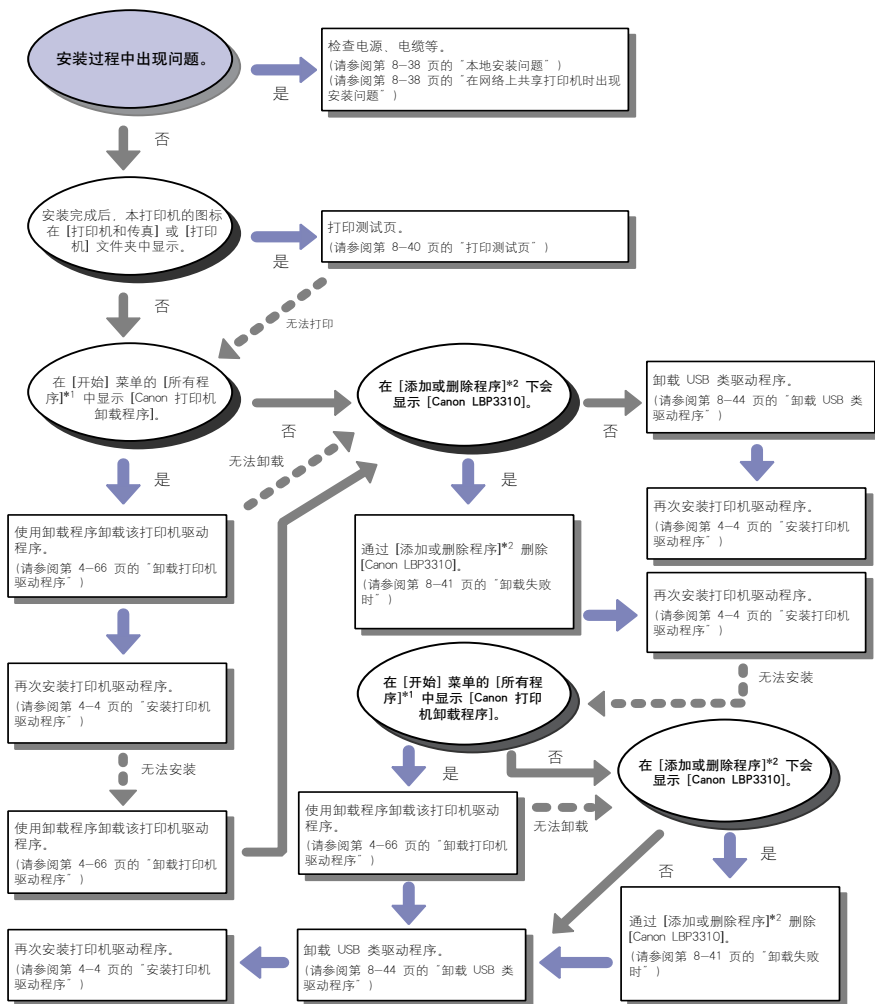 安装过程中出现问题。
检查电源、电缆等。
(请参阅第 8-38 页的“本地安装问题”)
(请参阅第 8-38 页的“在网络上共享打印机时出现
安装问题”)
是
否
安装完成后、本打印机的图标
在 [打印机和传真] 或 [打印
机] 文件夹中显示。
打印测试页。
(请参阅第 8-40 页的“打印测试页”)
是
否
无法打印
在 [开始] 菜单的 [所有程
序]*1 中显示 [Canon 打印机
卸载程序]。
在 [添加或删除程序]*2 下会
显示 [Canon LBP3310]。
卸载 USB 类驱动程序。
(请参阅第 8-44 页的“卸载 USB 类
驱动程序”)
否
否
无法卸载
是
是
使用卸载程序卸载该打印机驱动
程序。
(请参阅第 4-66 页的“卸载打印机
驱动程序”)
通过 [添加或删除程序]*2 删除
[Canon LBP3310]。
(请参阅第 8-41 页的“卸载失败
时”)
再次安装打印机驱动程序。
(请参阅第 4-4 页的“安装打印机
驱动程序”)
再次安装打印机驱动程序。
(请参阅第 4-4 页的“安装打印机
驱动程序”)
无法安装
再次安装打印机驱动程序。
(请参阅第 4-4 页的“安装打印机
驱动程序”)
在 [开始] 菜单的 [所有程
序]*1 中显示 [Canon 打印
机卸载程序]。
无法安装
是
否
在 [添加或删除程序]*2 下会
显示 [Canon LBP3310]。
使用卸载程序卸载该打印机驱动
程序。
(请参阅第 4-66 页的“卸载打印机
驱动程序”)
使用卸载程序卸载该打印机驱动
程序。
(请参阅第 4-66 页的“卸载打印机
驱动程序”)
无法卸载
否
是
再次安装打印机驱动程序。
(请参阅第 4-4 页的“安装打印机
驱动程序”)
卸载 USB 类驱动程序。
(请参阅第 8-44 页的“卸载 USB 类
驱动程序”)
通过 [添加或删除程序]*2 删除
[Canon LBP3310]。
(请参阅第 8-41 页的“卸载失败
时”)